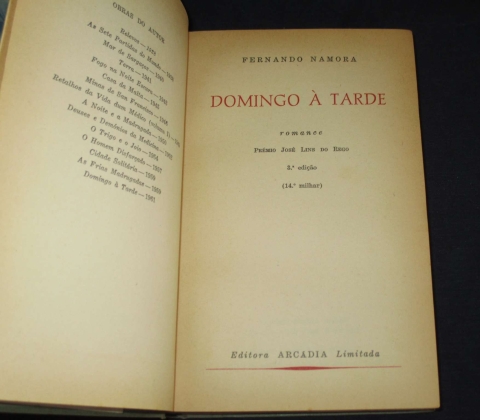 OBRAS DO AUTOR
Relevos — 1938
As Sete Partidas do Mundo — 1938
Mar de Sargaços — 1940
Terra — 1941
Fogo na Noite Escura — 1943
Casa da Malta — 1945
Minas de San Francisco — 1946
Retalhos da Vida dum Médico (volume I) — 1949
A Noite e a Madrugada — 1950
Deuses e Demónios da Medicina — 1952
O Trigo e o Joio — 1954
O Homem Disfarçado — 1957
Cidade Solitária — 1959
As Frias Madrugadas — 1959
Domingo à Tarde — 1961
FERNANDO NAMORA
DOMINGO À TARDE
romance
PRÉMIO JOSÉ LINS DO REGO
5.ª edição
(14.º milhar)
Editora ARCADIA Limitada